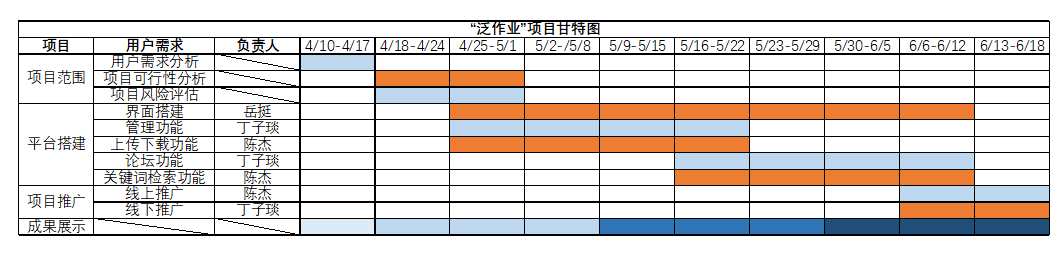 “泛作业”项目甘特图
项目 用户需求 负责人 4/10-4/17 4/18-4/24 4/25-5/1 5/2-/5/8 5/9-5/15 5/16-5/22 5/23-5/29 5/30-6/5 6/6-6/12 6/13-6/18
项目范围 用户需求分析
项目可行性分析
项目风险评估
平台搭建 界面搭建 岳挺
管理功能 丁子琰
上传下载功能 陈杰
论坛功能 丁子琰
关键词检索功能 陈杰
项目推广 线上推广 陈杰
线下推广 丁子琰
成果展示